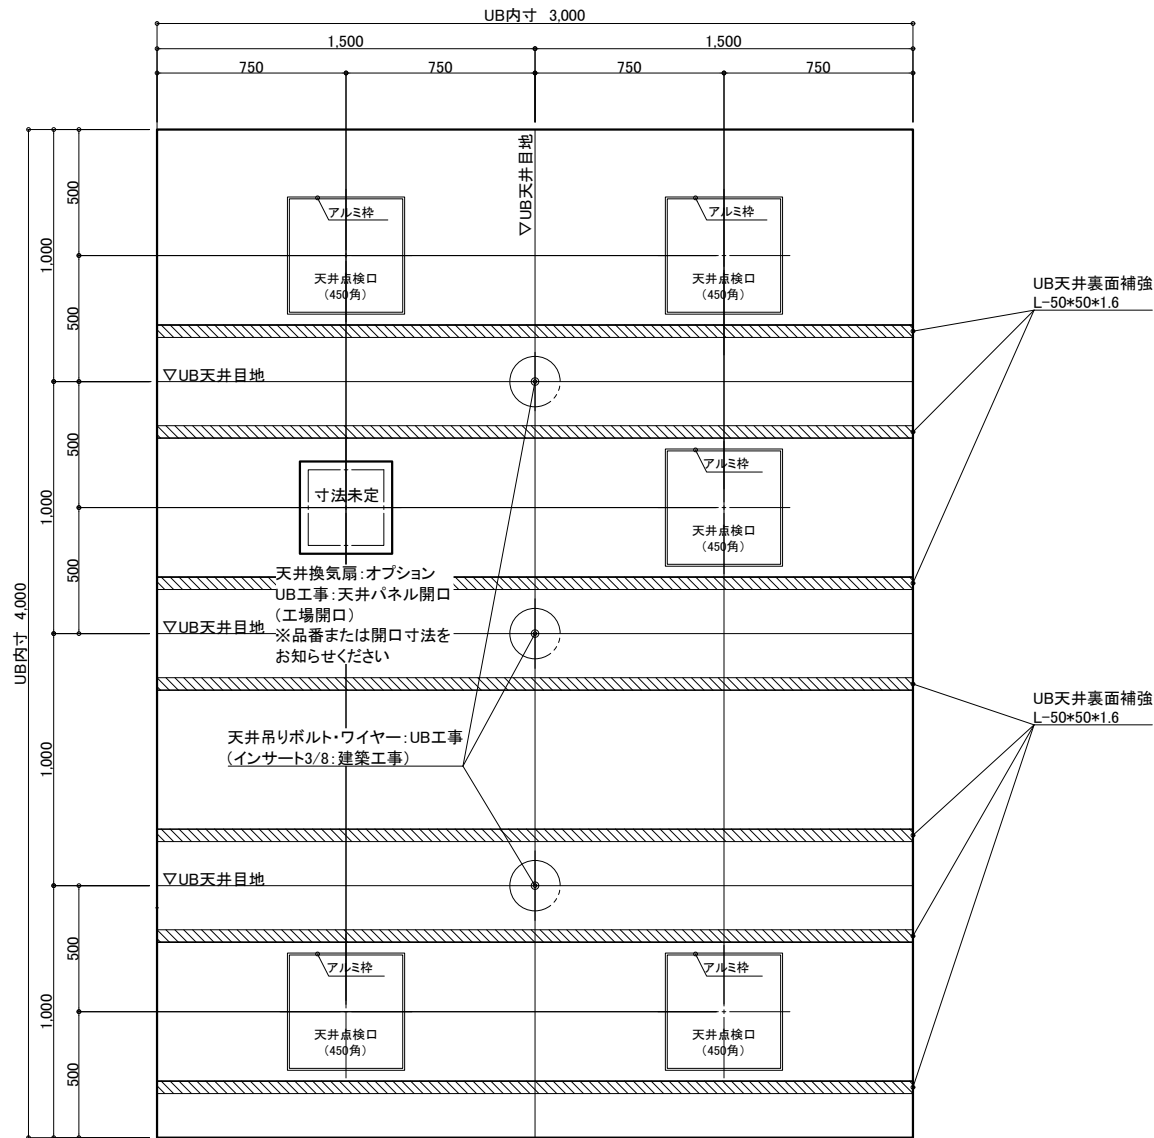 UB内寸 3,000
1,500
1,500
750
750
750
750
▽UB天井目地
500
1,000
500
アルミ枠
天井点検口
(450角)
アルミ枠
天井点検口
(450角)
UB天井裏面補強
L-50*50*1.6
▽UB天井目地
500
1,000
500
寸法未定
アルミ枠
天井点検口
(450角)
天井換気扇:オプション
UB工事:天井パネル開口
(工場開口)
※品番または開口寸法を
お知らせください
▽UB天井目地
UB内寸 4,000
UB天井裏面補強
L-50*50*1.6
天井吊りボルト・ワイヤー:UB工事
(インサート3/8:建築工事)
1,000
▽UB天井目地
500
1,000
500
アルミ枠
天井点検口
(450角)
アルミ枠
天井点検口
(450角)